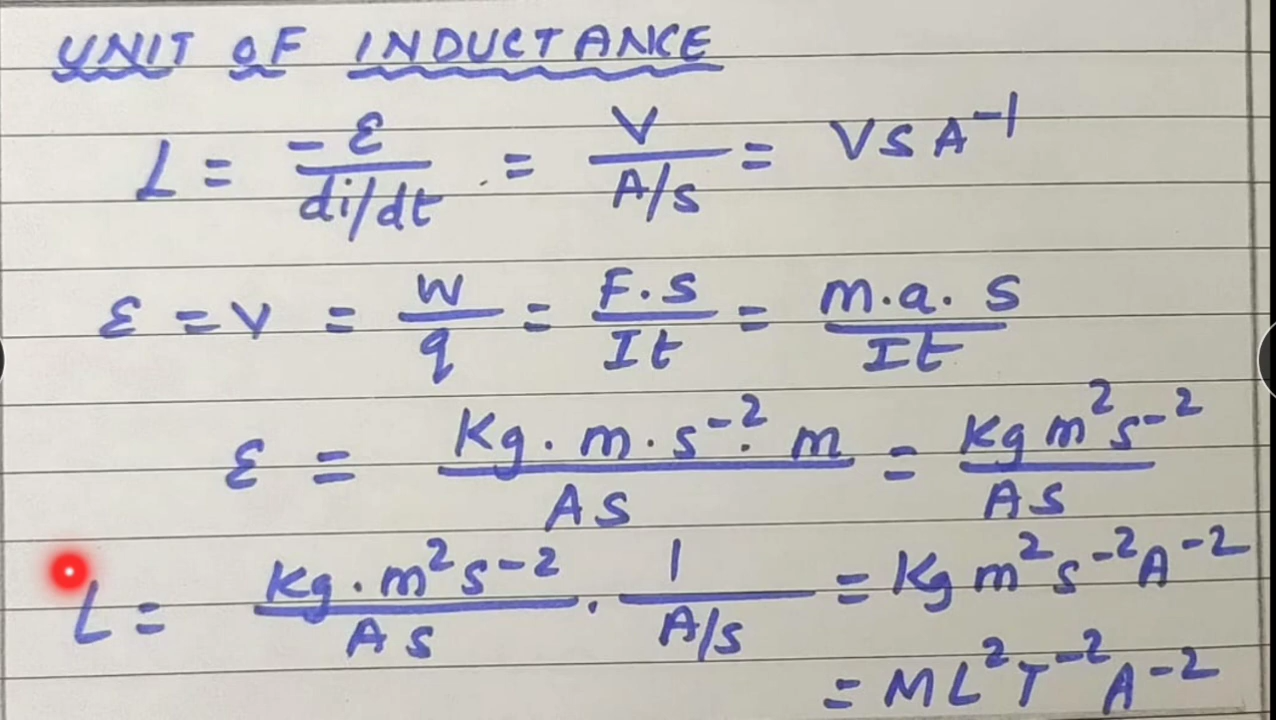 UNIT OF INDUCTANCE
L = -ε / di/dt = V / A/s = VSA⁻¹
ε = V = W / q = F.S / It = m.a.s / It
ε = Kg.m.s⁻².m / AS = Kg m²s⁻² / AS
L = Kg.m²s⁻² / AS . 1 / A/s = Kg m²s⁻²A⁻²
= ML²T⁻²A⁻²